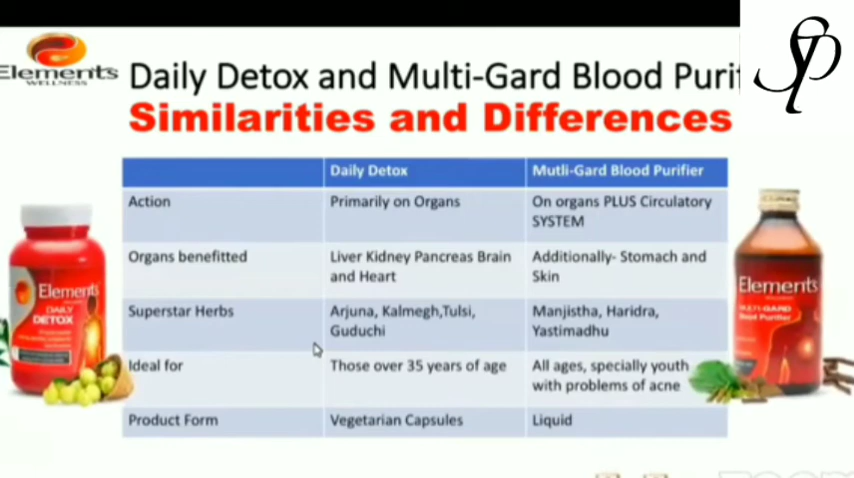 Elements
WELLNESS
Daily Detox and Multi-Gard Blood
Similarities and Differences
Daily Detox
Mutli-Gard Blood Purifier
Action
Primarily on Organs
On organs PLUS Circulatory
SYSTEM
Organs benefitted
Liver Kidney Pancreas Brain
and Heart
Additionally- Stomach and
Skin
Superstar Herbs
Arjuna, Kalmegh,Tulsi,
Guduchi
Manjistha, Haridra,
Yastimadhu
Ideal for
Those over 35 years of age
All ages, specially youth
with problems of acne
Product Form
Vegetarian Capsules
Liquid
Elements
DAILY
DETOX
Elements
MULTI-GARD
Blood Purifier